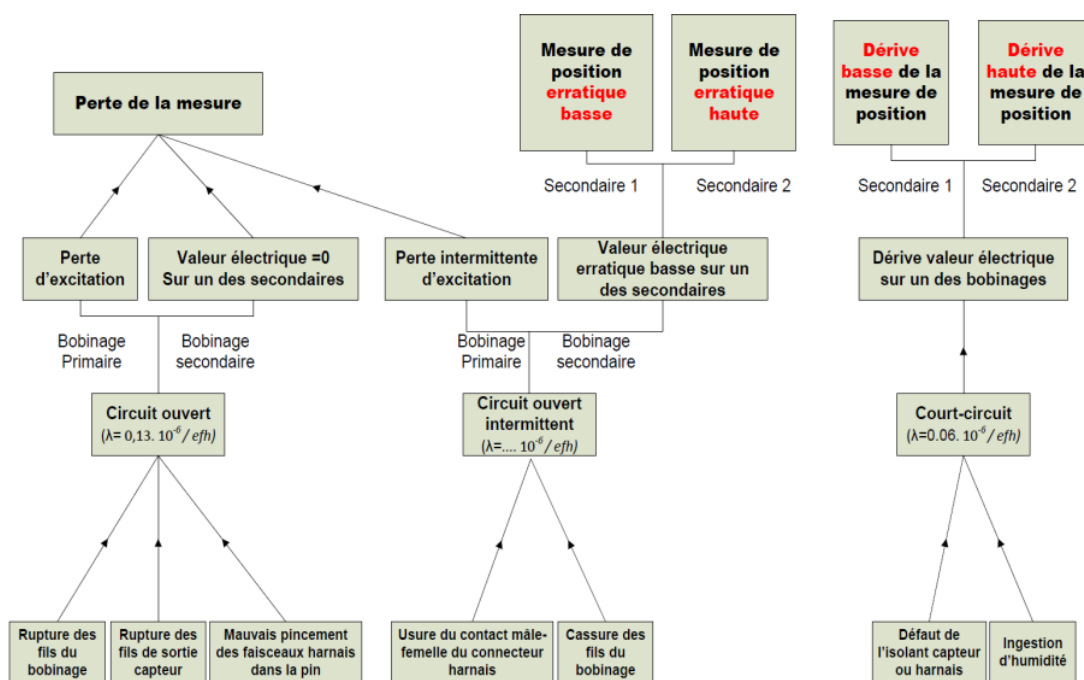 Perte de la mesure
Mesure de
position
erratique
basse
Mesure de
position
erratique
haute
Dérive
basse de la
mesure de
position
Dérive
haute de la
mesure de
position
Secondaire 1
Secondaire 2
Secondaire 1
Secondaire 2
Perte
d'excitation
Valeur électrique =0
Sur un des secondaires
Perte intermittente
d'excitation
Valeur électrique
erratique basse sur un
des secondaires
Dérive valeur électrique
sur un des bobinages
Bobinage
Primaire
Bobinage
secondaire
Bobinage
Primaire
Bobinage
secondaire
Circuit ouvert
(λ= 0,13. 10⁻⁶/ efh)
Circuit ouvert
intermittent
(λ=.... 10⁻⁶/ efh)
Court-circuit
(λ=0.06. 10⁻⁶/ efh)
Rupture des
fils du
bobinage
Rupture des
fils de sortie
capteur
Mauvais pincement
des faisceaux harnais
dans la pin
Usure du contact mâle-
femelle du connecteur
harnais
Cassure des
fils du
bobinage
Défaut de
l'isolant capteur
ou harnais
Ingestion
d'humidité